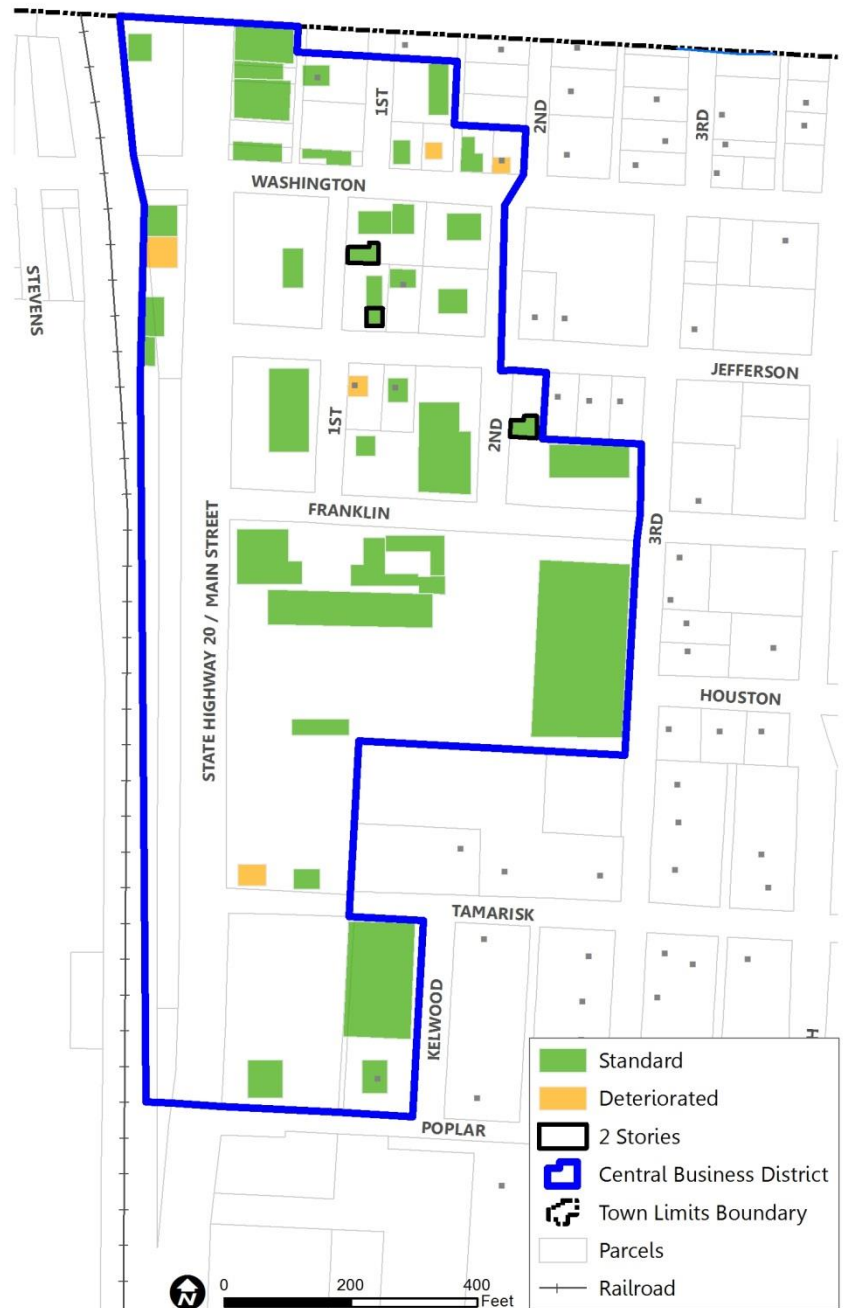 1ST
2ND
3RD
WASHINGTON
STEVENS
JEFFERSON
1ST
2ND
FRANKLIN
3RD
STATE HIGHWAY 20 / MAIN STREET
HOUSTON
TAMARISK
KELWOOD
POPLAR
Standard
Deteriorated
2 Stories
Central Business District
Town Limits Boundary
Parcels
Railroad
N
0 200 400
Feet